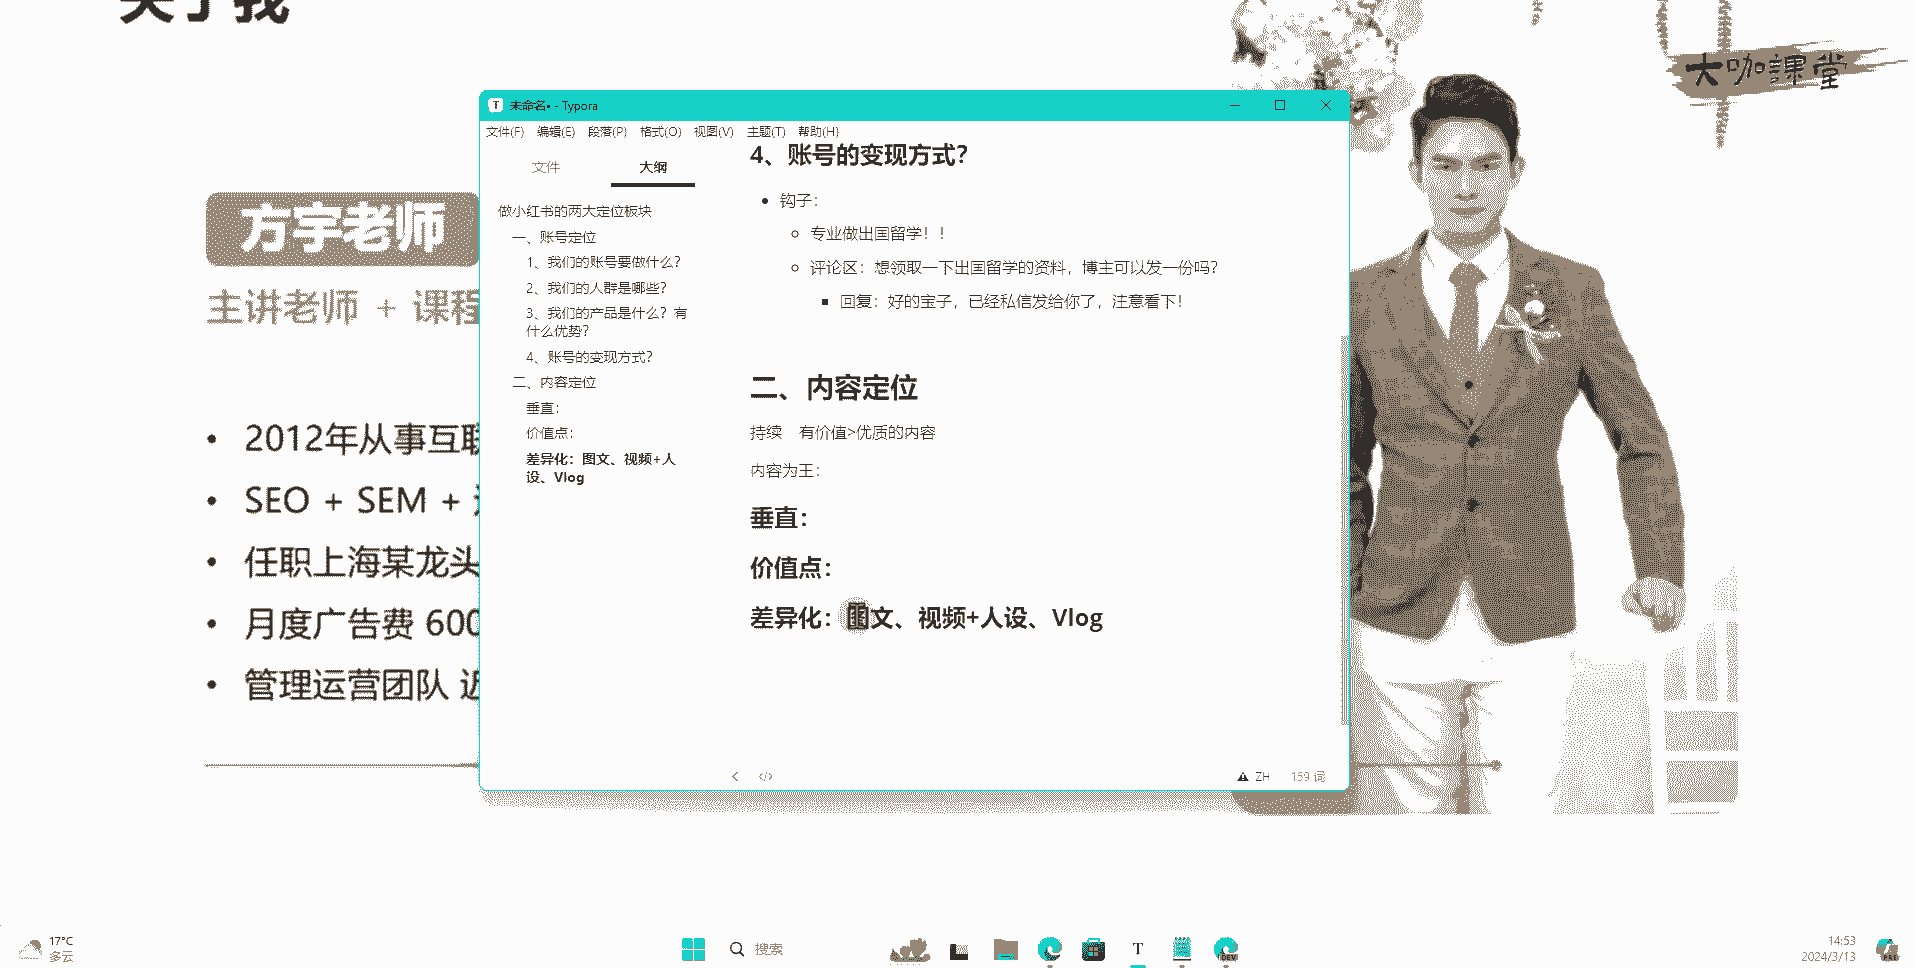 关于我
大咖課堂
方宇老师
主讲老师 + 课程
2012年从事互联
SEO + SEM +
任职上海某龙头
月度广告费 600
管理运营团队 近
未命名• - Typora
文件(F) 编辑(E) 段落(P) 格式(O) 视图(V) 主题(T) 帮助(H)
文件 大纲
做小红书的两大定位板块
一、账号定位
1、我们的账号要做什么？
2、我们的人群是哪些？
3、我们的产品是什么？有
什么优势？
4、账号的变现方式？
二、内容定位
垂直：
价值点：
差异化：图文、视频+人
设、Vlog
4、账号的变现方式？
钩子：
专业做出国留学！！
评论区：想领取一下出国留学的资料，博主可以发一份吗？
回复：好的宝子，已经私信发给你了，注意看下！
二、内容定位
持续 有价值>优质的内容
内容为王：
垂直：
价值点：
差异化：图文、视频+人设、Vlog
ZH 159 词
17°C
多云
搜索
DEV
14:53
2024/3/13
PRE